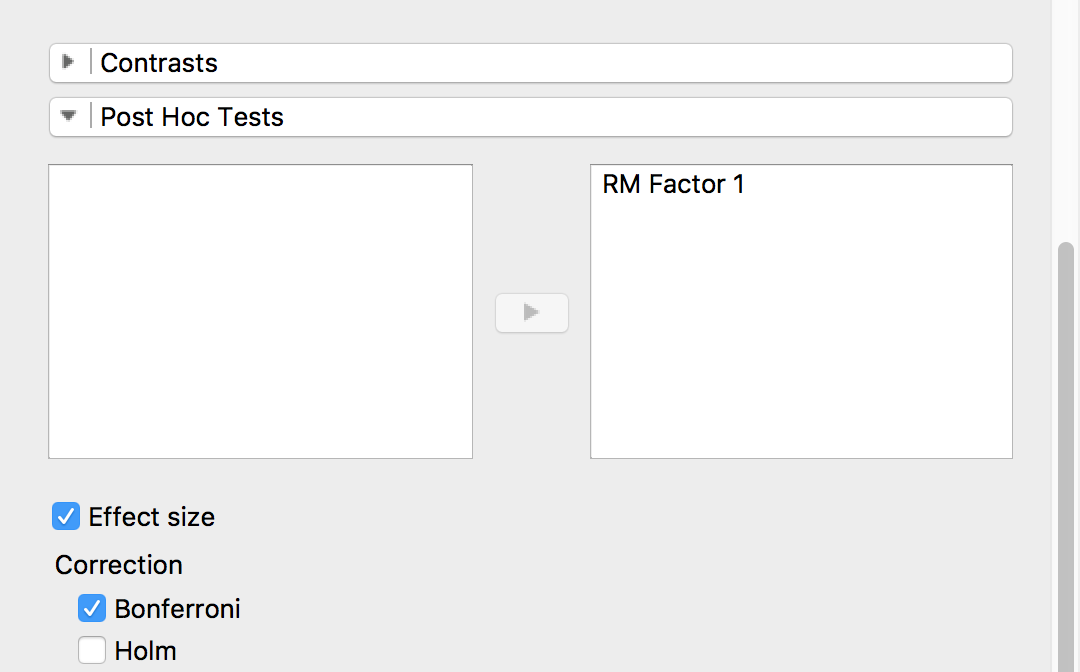 Contrasts
Post Hoc Tests
RM Factor 1
Effect size
Correction
Bonferroni
Holm